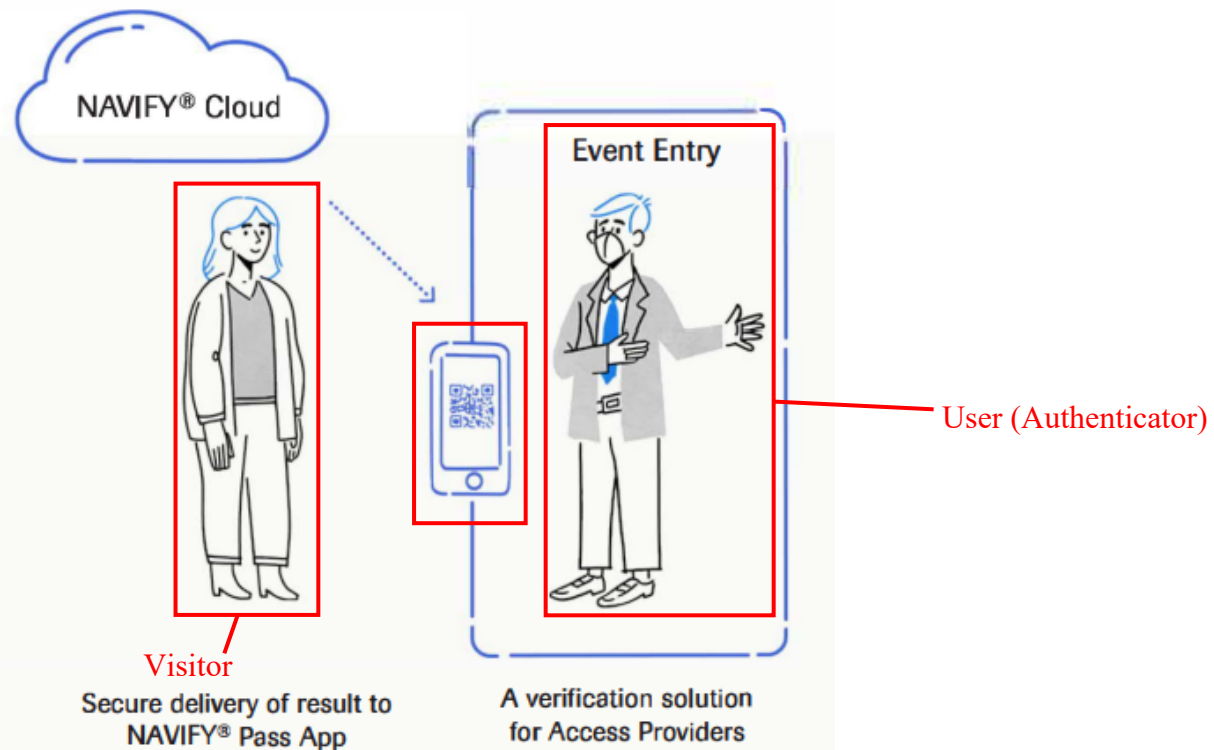 NAVIFY® Cloud
Event Entry
User (Authenticator)
Visitor
Secure delivery of result to
NAVIFY® Pass App
A verification solution
for Access Providers